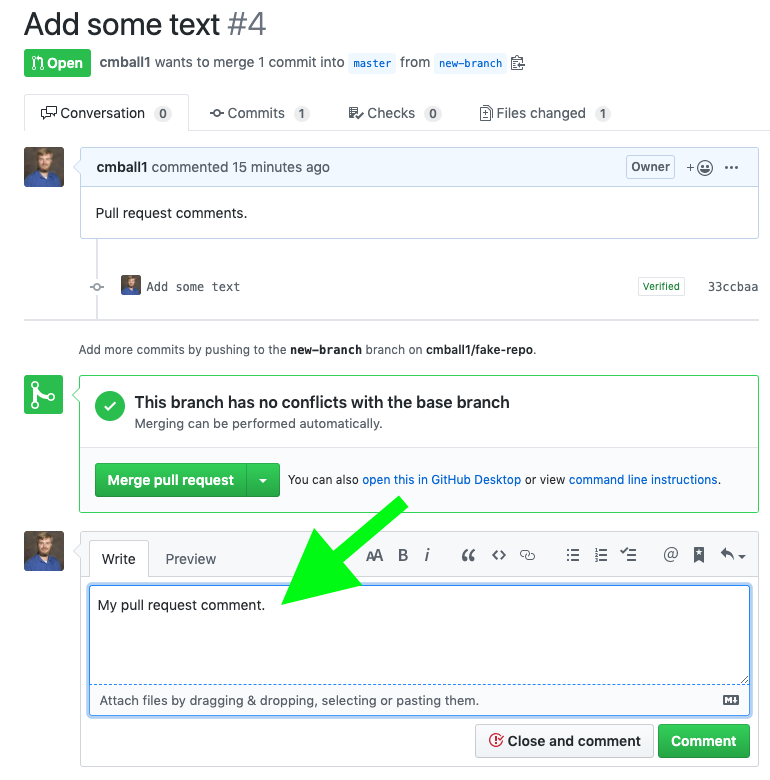 Add some text #4
Open cmball1 wants to merge 1 commit into master from new-branch
Conversation 0 Commits 1 Checks 0 Files changed 1
cmball1 commented 15 minutes ago Owner
Pull request comments.
Add some text Verified 33ccbaa
Add more commits by pushing to the new-branch branch on cmball1/fake-repo.
This branch has no conflicts with the base branch
Merging can be performed automatically.
Merge pull request You can also open this in GitHub Desktop or view command line instructions.
Write Preview AA B i
My pull request comment.
Attach files by dragging & dropping, selecting or pasting them.
Close and comment Comment